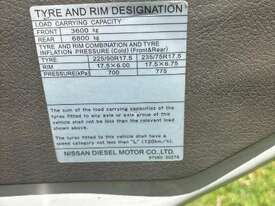 TYRE AND RIM DESIGNATION
LOAD CARRYING CAPACITY
FRONT 3600 kg
REAR 6800 kg
TYRE AND RIM COMBINATION AND TYRE
INFLATION PRESSURE (COLD) (Front&Rear)
TYRE 225/90R17.5 235/75R17.5
RIM 17.5×6.00 17.5×6.75
PRESSURE(kPa) 700 775
The sum of the load carrying capacities of
the tyres fitted to any axle or axle group of this
vehicle shall not be less than the relevant load
shown above.
The tyres fitted to this vehicle shall have a
speed category not less than "L" (120km/h)
NISSAN DIESEL MOTOR CO.,LTD.